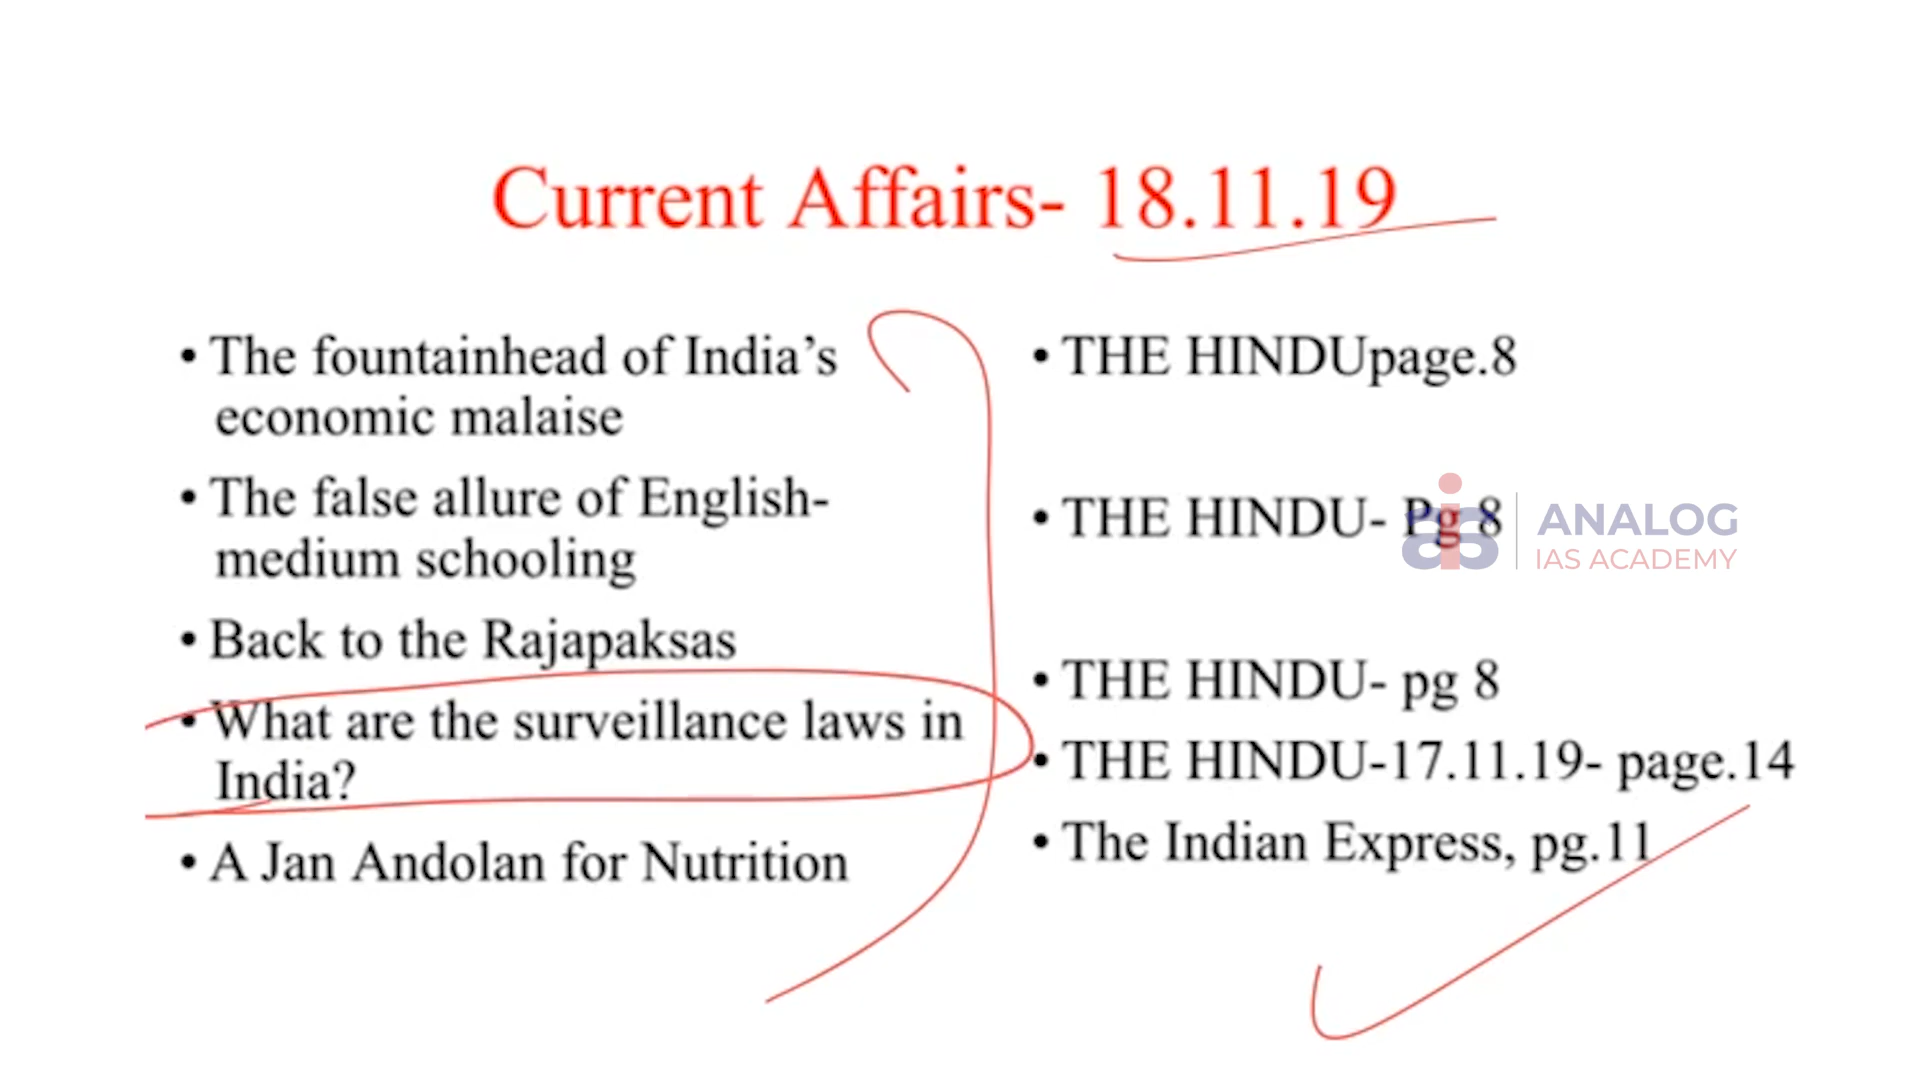 Current Affairs- 18.11.19
• The fountainhead of India’s
economic malaise
• The false allure of English-
medium schooling
• Back to the Rajapaksas
• What are the surveillance laws in
India?
• A Jan Andolan for Nutrition
• THE HINDUpage.8
• THE HINDU- Pg 8
• THE HINDU- pg 8
• THE HINDU-17.11.19- page.14
• The Indian Express, pg.11
ANALOG
IAS ACADEMY